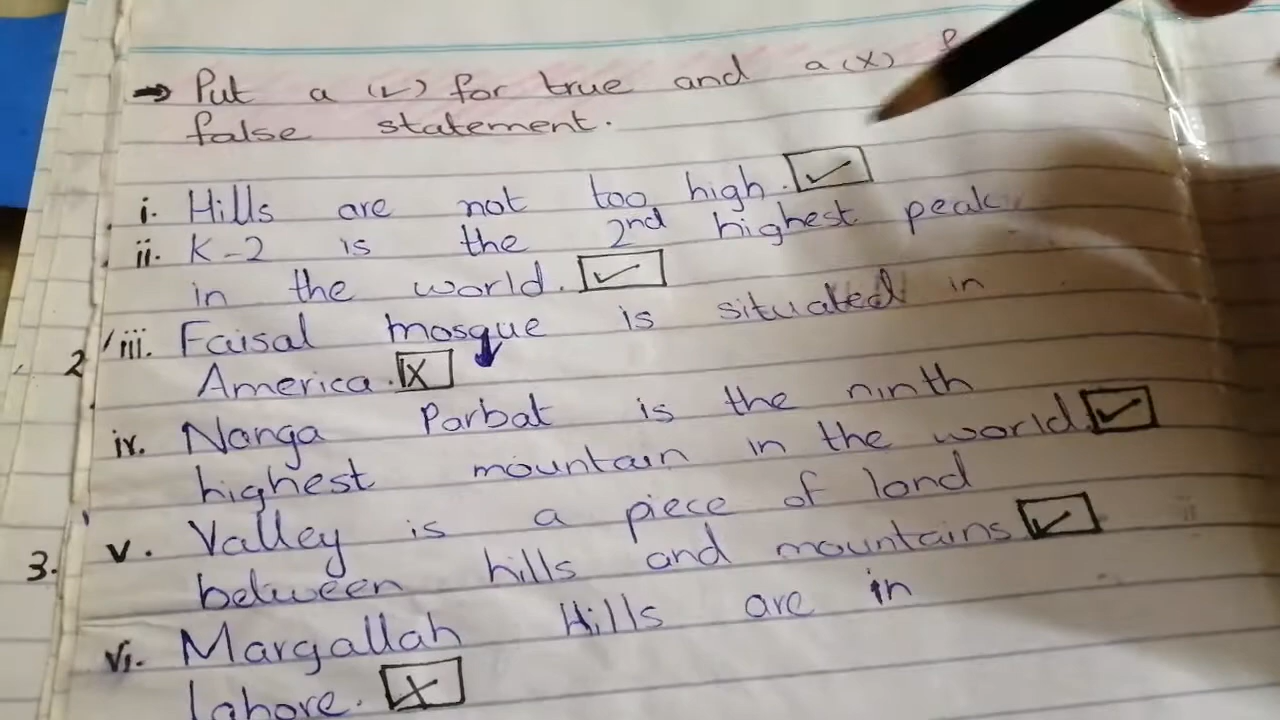 → Put a (✓) for true and a (X)
false statement.
i. Hills are not too high. ✓
ii. K-2 is the 2nd highest peak
in the world. ✓
iii. Faisal mosque is situated in
America. X
iv. Nanga Parbat is the ninth
highest mountain in the world. ✓
v. Valley is a piece of land
between hills and mountains ✓
vi. Margallah Hills are in
Lahore. X
2
3.